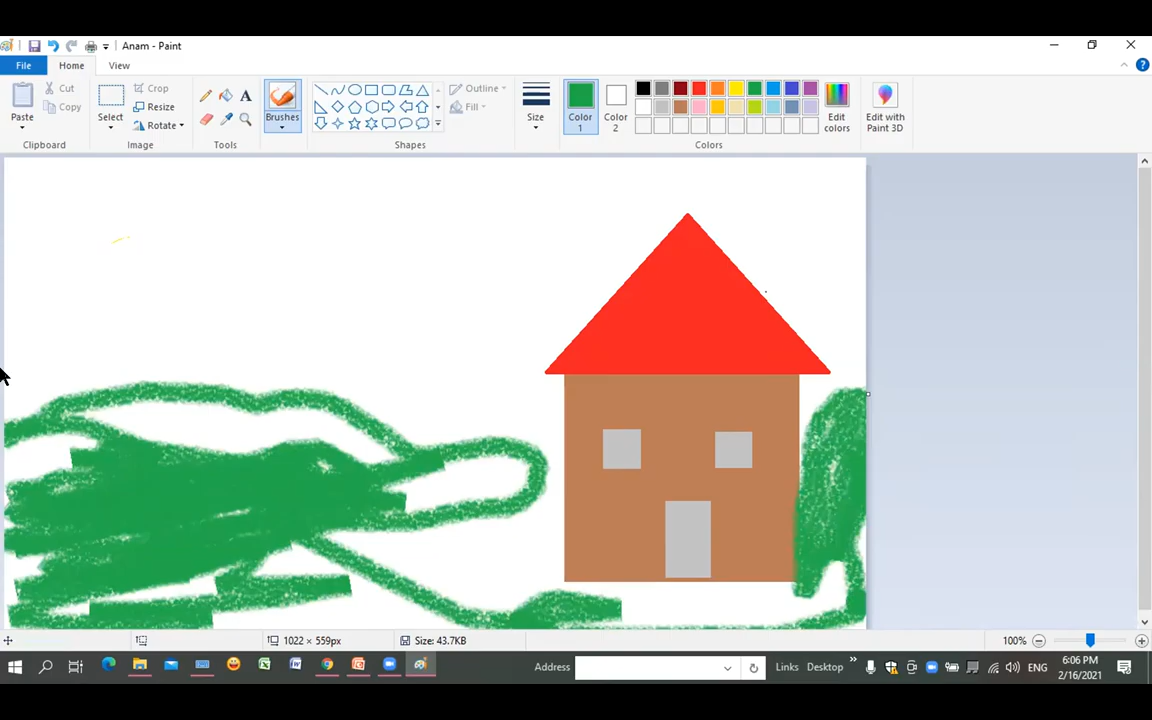 Anam - Paint
File Home View
Paste
Cut
Copy
Clipboard
Select
Crop
Resize
Rotate
Image
A
Tools
Brushes
Outline
Fill
Shapes
Size
Color 1
Color 2
Edit colors
Colors
Edit with Paint 3D
1022 × 559px
Size: 43.7KB
100%
Address
Links Desktop
ENG
6:06 PM
2/16/2021